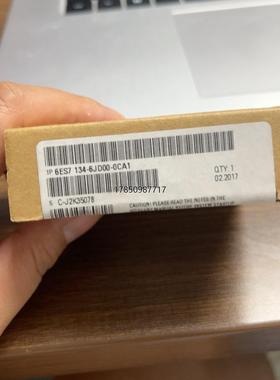 1P 6ES7 134-6JD00-0CA1
QTY: 1
02.2017
17850987717
S C-J2K35078
CAUTION! PLEASE READ THE NOTES IN THE